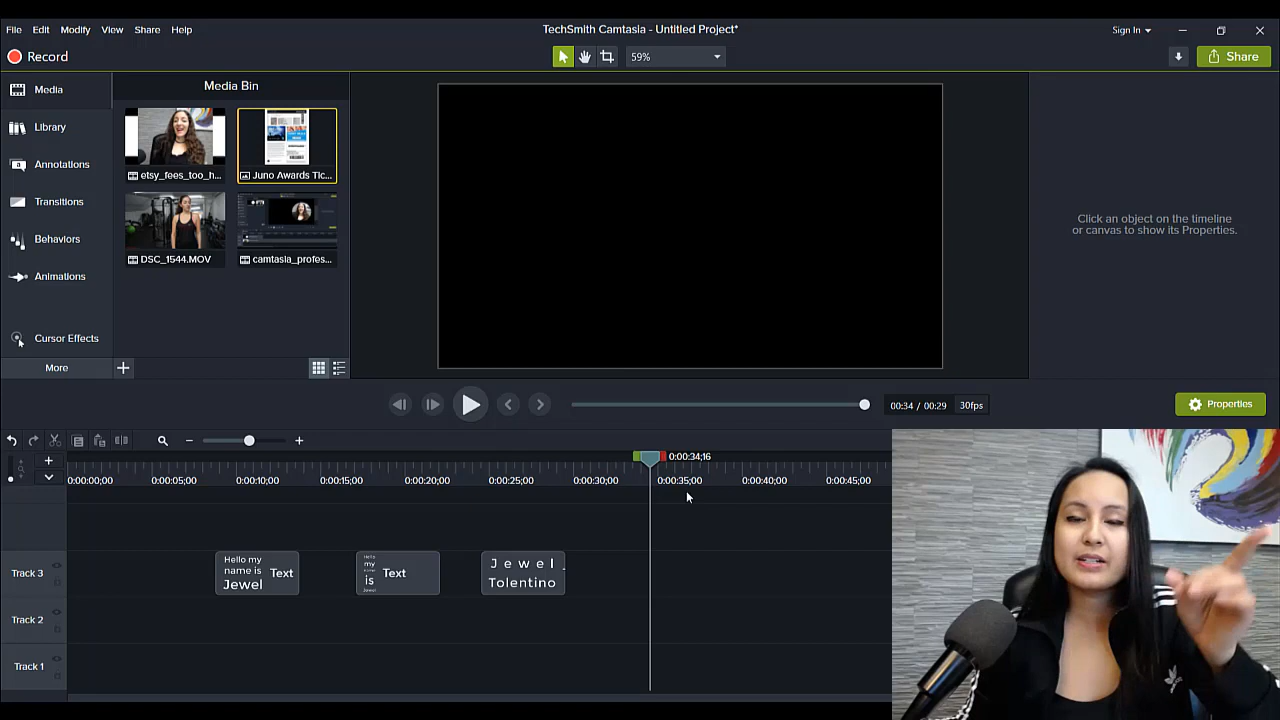 TechSmith Camtasia - Untitled Project*
File Edit Modify View Share Help
Sign In
Record
59%
Share
Media
Library
Annotations
Transitions
Behaviors
Animations
Cursor Effects
More
Media Bin
etsy_fees_too_h...
Juno Awards Tic...
DSC_1544.MOV
camtasia_profes...
Click an object on the timeline
or canvas to show its Properties.
00:34 / 00:29 30fps
Properties
0:00:34;16
0:00:00;00 0:00:05;00 0:00:10;00 0:00:15;00 0:00:20;00 0:00:25;00 0:00:30;00 0:00:35;00 0:00:40;00 0:00:45;00
Track 3
Hello my
name is
Jewel
Text
Hello
my
name
is
Jewel
Text
Jewel
Tolentino
Track 2
Track 1